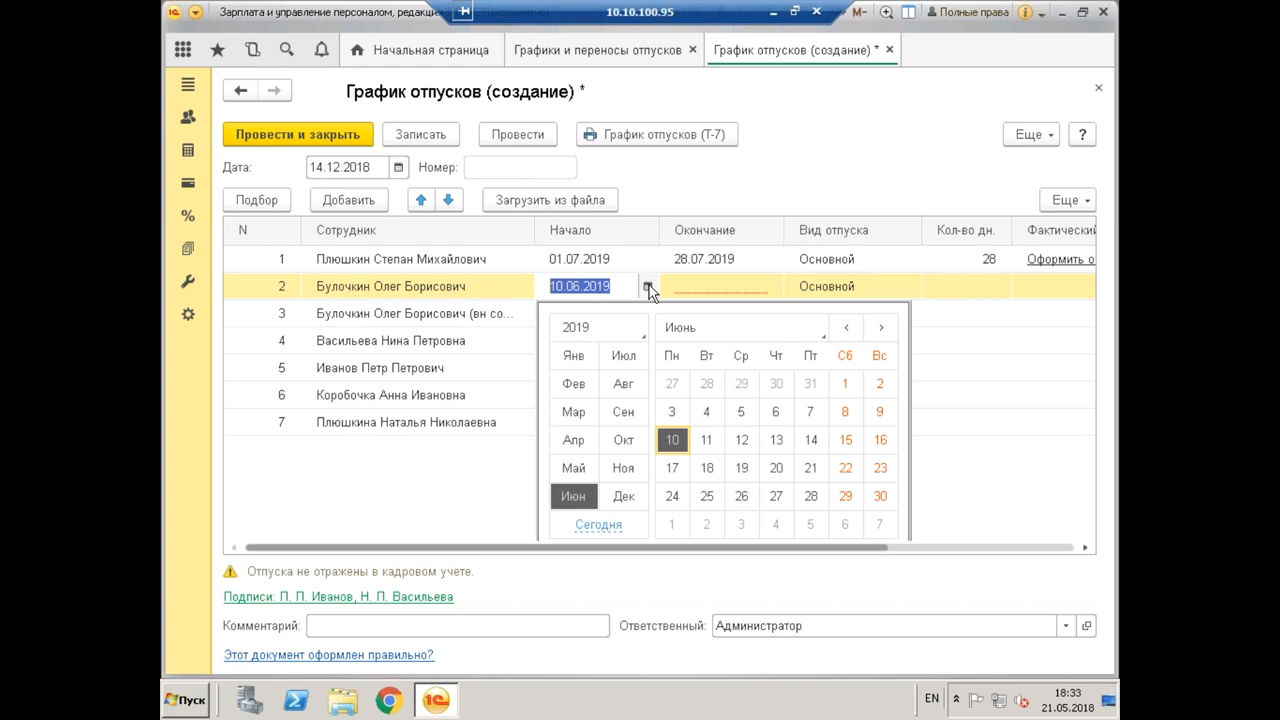 Зарплата и управление персоналом, редакция
10.10.100.95
M-
Полные права
Начальная страница
Графики и переносы отпусков
График отпусков (создание) *
График отпусков (создание) *
Провести и закрыть
Записать
Провести
График отпусков (Т-7)
Еще
?
Дата:
14.12.2018
Номер:
Подбор
Добавить
Загрузить из файла
Еще
N Сотрудник Начало Окончание Вид отпуска Кол-во дн. Фактический
1 Плюшкин Степан Михайлович 01.07.2019 28.07.2019 Основной 28 Оформить о
2 Булочкин Олег Борисович 10.06.2019 Основной
3 Булочкин Олег Борисович (вн со...
4 Васильева Нина Петровна
5 Иванов Петр Петрович
6 Коробочка Анна Ивановна
7 Плюшкина Наталья Николаевна
2019 Июнь < >
Янв Июл Пн Вт Ср Чт Пт Сб Вс
Фев Авг 27 28 29 30 31 1 2
Мар Сен 3 4 5 6 7 8 9
Апр Окт 10 11 12 13 14 15 16
Май Ноя 17 18 19 20 21 22 23
Июн Дек 24 25 26 27 28 29 30
Сегодня 1 2 3 4 5 6 7
Отпуска не отражены в кадровом учете.
Подписи: П. П. Иванов, Н. П. Васильева
Комментарий:
Ответственный:
Администратор
Этот документ оформлен правильно?
Пуск
EN
18:33
21.05.2018